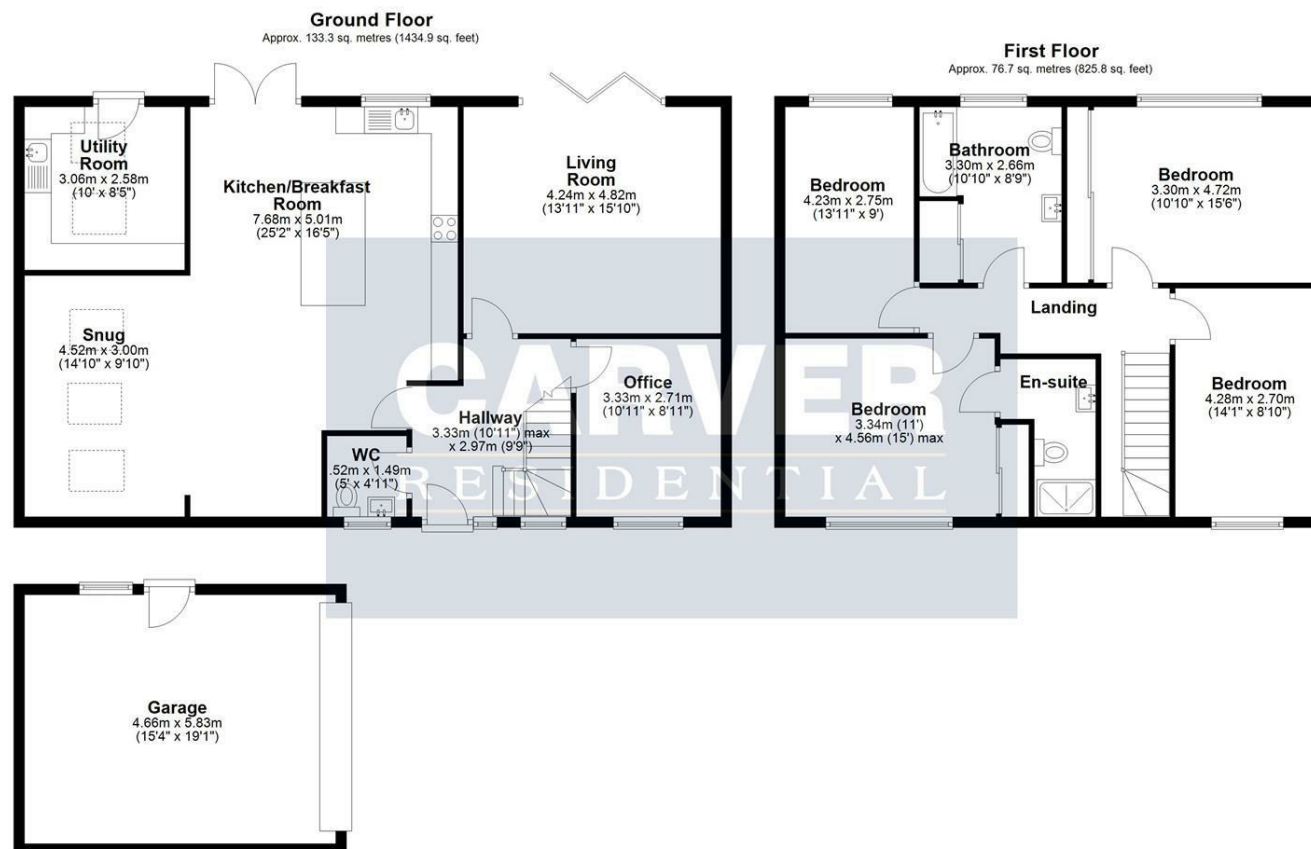 Ground Floor
Approx. 133.3 sq. metres (1434.9 sq. feet)
Utility
Room
3.06m x 2.58m
(10' x 8'5")
Kitchen/Breakfast
Room
7.68m x 5.01m
(25'2" x 16'5")
Living
Room
4.24m x 4.82m
(13'11" x 15'10")
Snug
4.52m x 3.00m
(14'10" x 9'10")
Hallway
3.33m (10'11") max
x 2.97m (9'9")
Office
3.33m x 2.71m
(10'11" x 8'11")
WC
.52m x 1.49m
(5' x 4'11")
Garage
4.66m x 5.83m
(15'4" x 19'1")
First Floor
Approx. 76.7 sq. metres (825.8 sq. feet)
Bedroom
4.23m x 2.75m
(13'11" x 9')
Bathroom
3.30m x 2.66m
(10'10" x 8'9")
Bedroom
3.30m x 4.72m
(10'10" x 15'6")
Landing
Bedroom
3.34m (11')
x 4.56m (15') max
En-suite
Bedroom
4.28m x 2.70m
(14'1" x 8'10")
CARVER
RESIDENTIAL